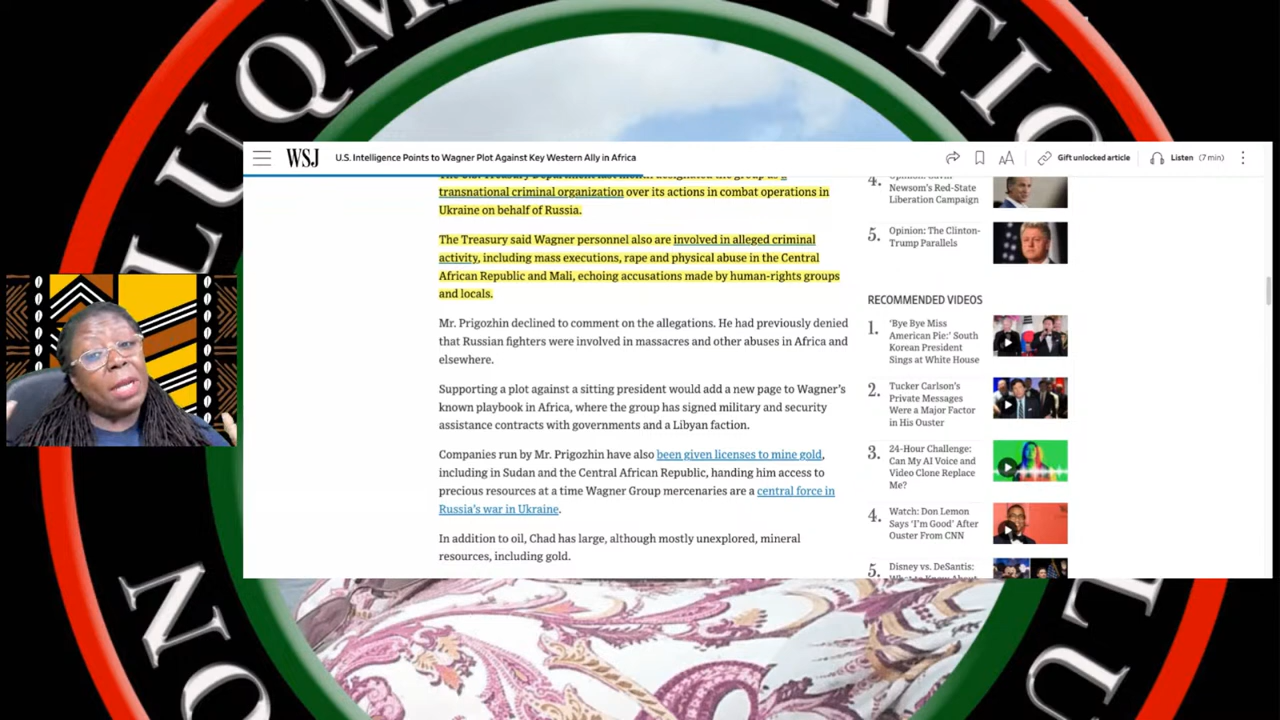 LUQM
ATIO
N
ON
TU
WSJ
U.S. Intelligence Points to Wagner Plot Against Key Western Ally in Africa
Gift unlocked article
Listen (7 min)
transnational criminal organization over its actions in combat operations in
Ukraine on behalf of Russia.
The Treasury said Wagner personnel also are involved in alleged criminal
activity, including mass executions, rape and physical abuse in the Central
African Republic and Mali, echoing accusations made by human-rights groups
and locals.
Mr. Prigozhin declined to comment on the allegations. He had previously denied
that Russian fighters were involved in massacres and other abuses in Africa and
elsewhere.
Supporting a plot against a sitting president would add a new page to Wagner’s
known playbook in Africa, where the group has signed military and security
assistance contracts with governments and a Libyan faction.
Companies run by Mr. Prigozhin have also been given licenses to mine gold,
including in Sudan and the Central African Republic, handing him access to
precious resources at a time Wagner Group mercenaries are a central force in
Russia’s war in Ukraine.
In addition to oil, Chad has large, although mostly unexplored, mineral
resources, including gold.
4.
Newsom’s Red-State
Liberation Campaign
5. Opinion: The Clinton-
Trump Parallels
RECOMMENDED VIDEOS
1. ‘Bye Bye Miss
American Pie:’ South
Korean President
Sings at White House
2. Tucker Carlson’s
Private Messages
Were a Major Factor
in His Ouster
3. 24-Hour Challenge:
Can My AI Voice and
Video Clone Replace
Me?
4. Watch: Don Lemon
Says ‘I’m Good’ After
Ouster From CNN
5. Disney vs. DeSantis: